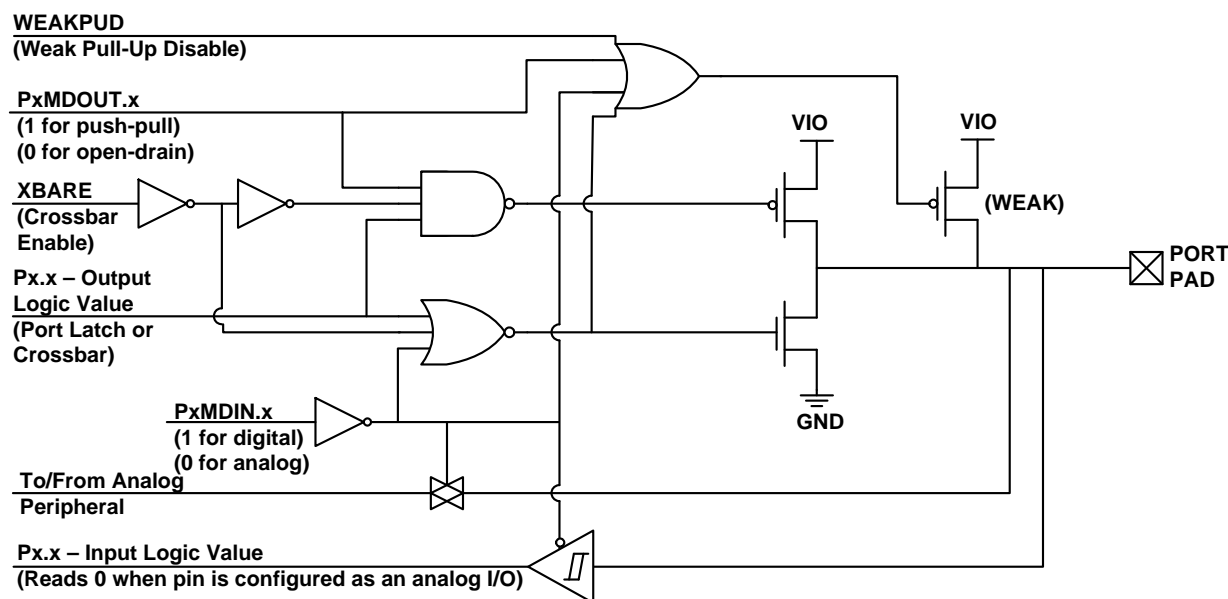 WEAKPUD
(Weak Pull-Up Disable)
PxMDOUT.x
(1 for push-pull)
(0 for open-drain)
VIO
VIO
XBARE
(Crossbar
Enable)
(WEAK)
Px.x – Output
Logic Value
(Port Latch or
Crossbar)
PORT
PAD
PxMDIN.x
(1 for digital)
(0 for analog)
GND
To/From Analog
Peripheral
Px.x – Input Logic Value
(Reads 0 when pin is configured as an analog I/O)